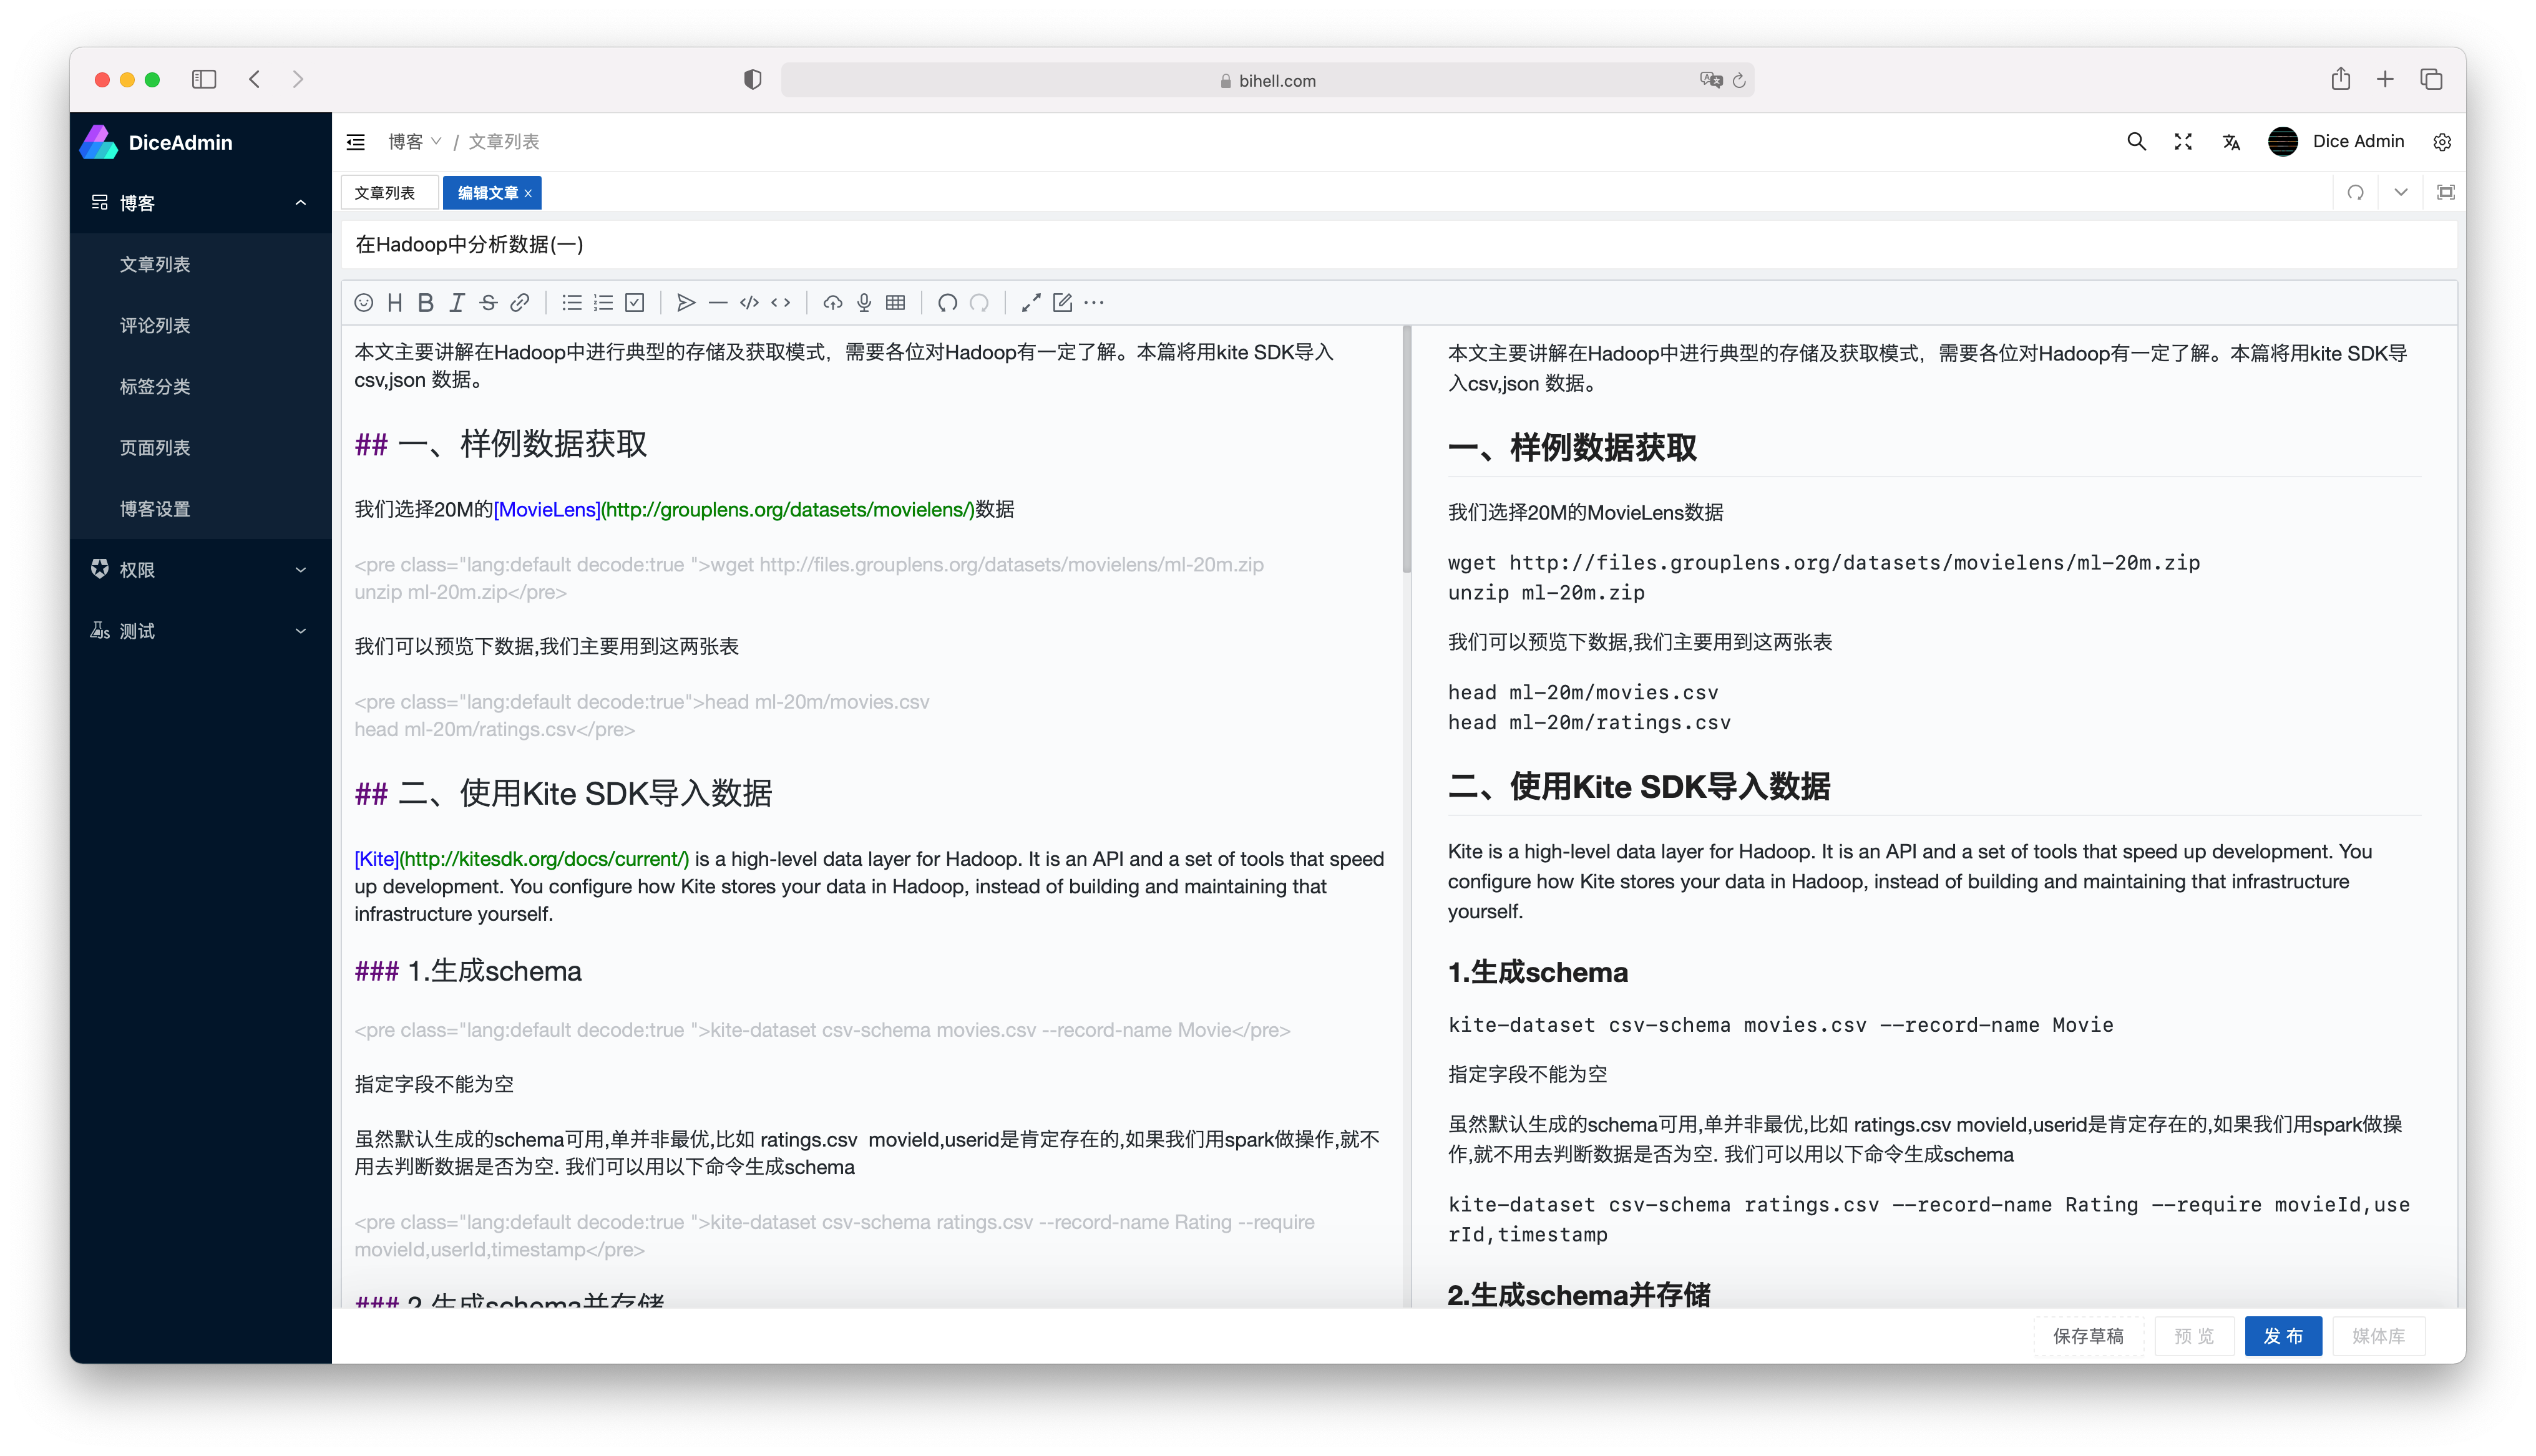 bihell.com
DiceAdmin
博客
文章列表
评论列表
标签分类
页面列表
博客设置
权限
测试
博客 / 文章列表
Dice Admin
文章列表
编辑文章 ×
在Hadoop中分析数据(一)
本文主要讲解在Hadoop中进行典型的存储及获取模式，需要各位对Hadoop有一定了解。本篇将用kite SDK导入
csv,json 数据。
## 一、样例数据获取
我们选择20M的[MovieLens](http://grouplens.org/datasets/movielens/)数据
<pre class="lang:default decode:true ">wget http://files.grouplens.org/datasets/movielens/ml-20m.zip
unzip ml-20m.zip</pre>
我们可以预览下数据,我们主要用到这两张表
<pre class="lang:default decode:true">head ml-20m/movies.csv
head ml-20m/ratings.csv</pre>
## 二、使用Kite SDK导入数据
[Kite](http://kitesdk.org/docs/current/) is a high-level data layer for Hadoop. It is an API and a set of tools that speed
up development. You configure how Kite stores your data in Hadoop, instead of building and maintaining that
infrastructure yourself.
### 1.生成schema
<pre class="lang:default decode:true ">kite-dataset csv-schema movies.csv --record-name Movie</pre>
指定字段不能为空
虽然默认生成的schema可用,单并非最优,比如 ratings.csv  movieId,userid是肯定存在的,如果我们用spark做操作,就不
用去判断数据是否为空. 我们可以用以下命令生成schema
<pre class="lang:default decode:true ">kite-dataset csv-schema ratings.csv --record-name Rating --require
movieId,userId,timestamp</pre>
### 2.生成schema并存储
本文主要讲解在Hadoop中进行典型的存储及获取模式，需要各位对Hadoop有一定了解。本篇将用kite SDK导
入csv,json 数据。
一、样例数据获取
我们选择20M的MovieLens数据
wget http://files.grouplens.org/datasets/movielens/ml-20m.zip
unzip ml-20m.zip
我们可以预览下数据,我们主要用到这两张表
head ml-20m/movies.csv
head ml-20m/ratings.csv
二、使用Kite SDK导入数据
Kite is a high-level data layer for Hadoop. It is an API and a set of tools that speed up development. You
configure how Kite stores your data in Hadoop, instead of building and maintaining that infrastructure
yourself.
1.生成schema
kite-dataset csv-schema movies.csv --record-name Movie
指定字段不能为空
虽然默认生成的schema可用,单并非最优,比如 ratings.csv movieId,userid是肯定存在的,如果我们用spark做操
作,就不用去判断数据是否为空. 我们可以用以下命令生成schema
kite-dataset csv-schema ratings.csv --record-name Rating --require movieId,use
rId,timestamp
2.生成schema并存储
保存草稿
预 览
发 布
媒体库